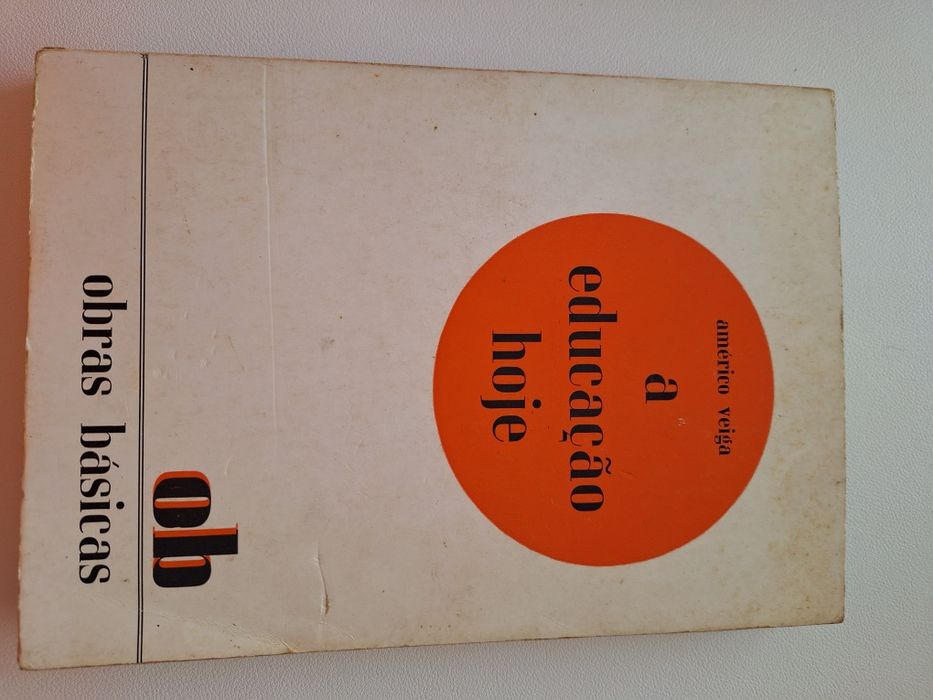 américo veiga
a
educação
hoje
ob
obras básicas